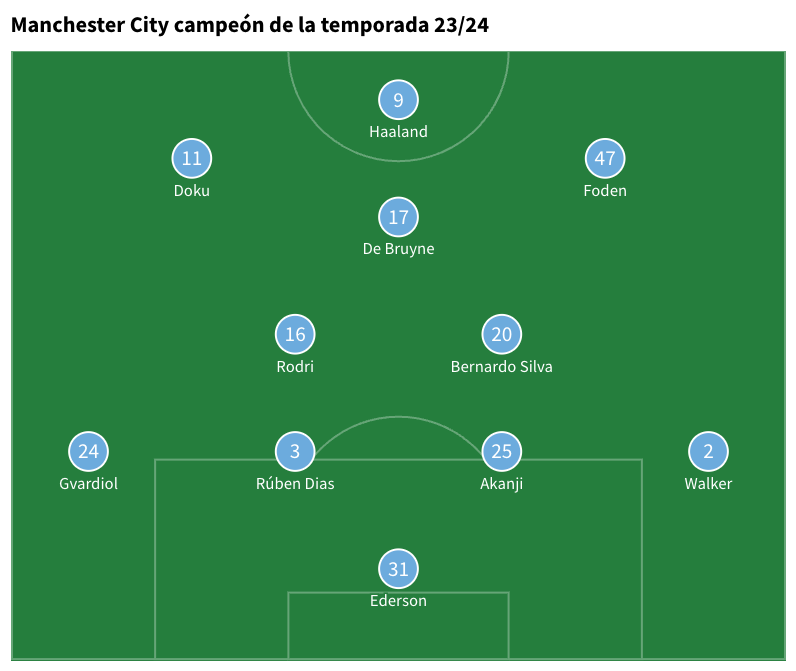 Manchester City campeón de la temporada 23/24
9
Haaland
11
Doku
47
Foden
17
De Bruyne
16
Rodri
20
Bernardo Silva
24
Gvardiol
3
Rúben Dias
25
Akanji
2
Walker
31
Ederson